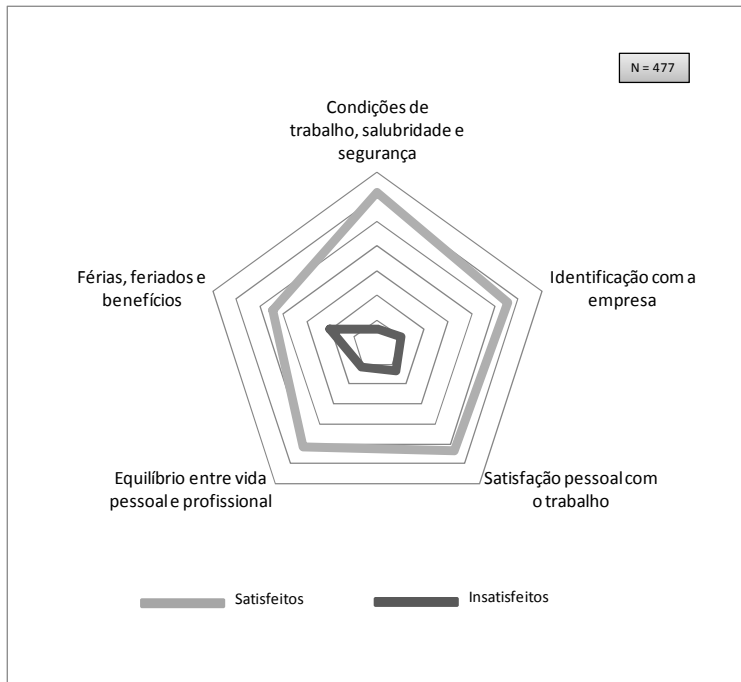 N = 477
Condições de
trabalho, salubridade e
segurança
Férias, feriados e
benefícios
Identificação com a
empresa
Equilíbrio entre vida
pessoal e profissional
Satisfação pessoal com
o trabalho
Satisfeitos
Insatisfeitos